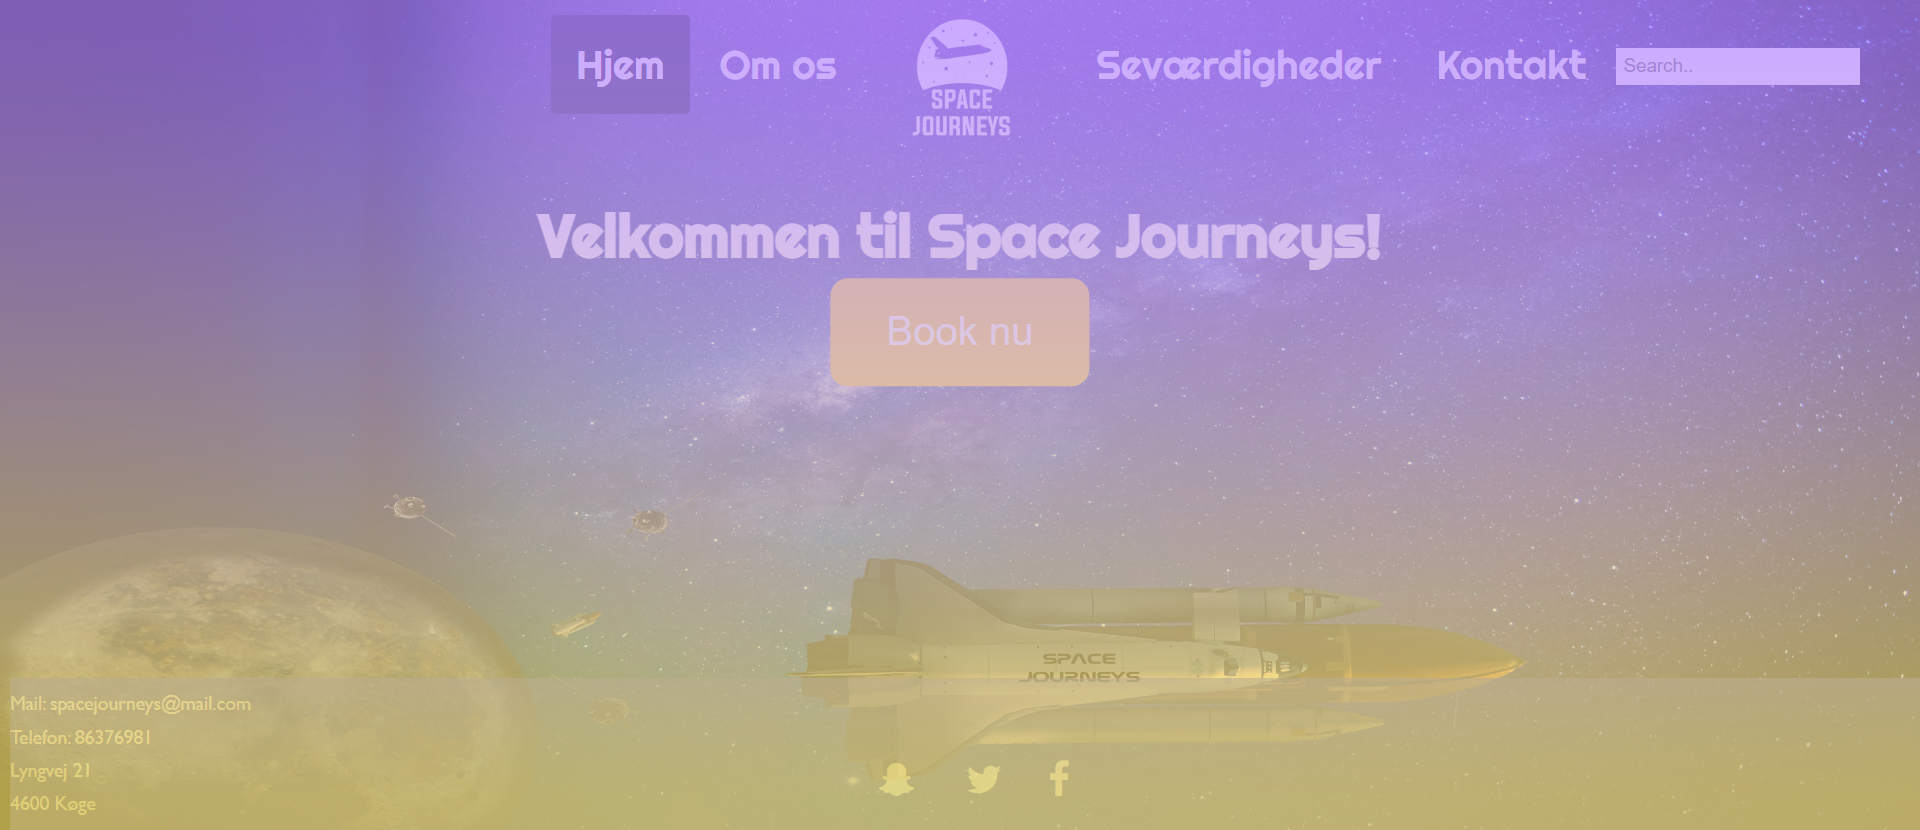 Hjem
Om os
SPACE
JOURNEYS
Seværdigheder
Kontakt
Search..
Velkommen til Space Journeys!
Book nu
SPACE
JOURNEYS
Mail: spacejourneys@mail.com
Telefon: 86376981
Lyngvej 21
4600 Køge